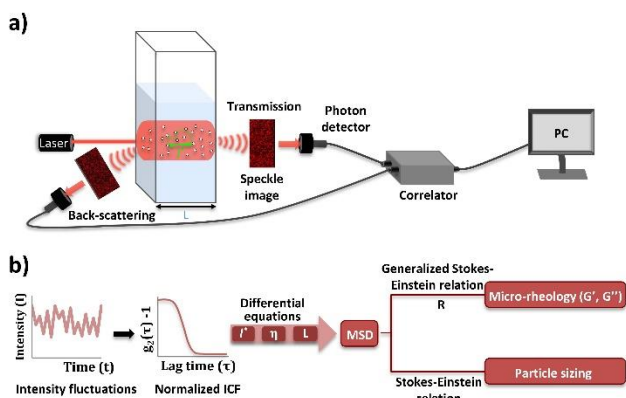 a)
Transmission
Photon
detector
Laser
PC
Speckle
image
Correlator
Back-scattering
L
b)
Generalized Stokes-
Einstein relation
R
Micro-rheology (G’, G’’)
Intensity (I)
g₂(τ) -1
Differential
equations
l* η L
MSD
Time (t)
Lag time (τ)
Particle sizing
Intensity fluctuations
Normalized ICF
Stokes-Einstein
relation